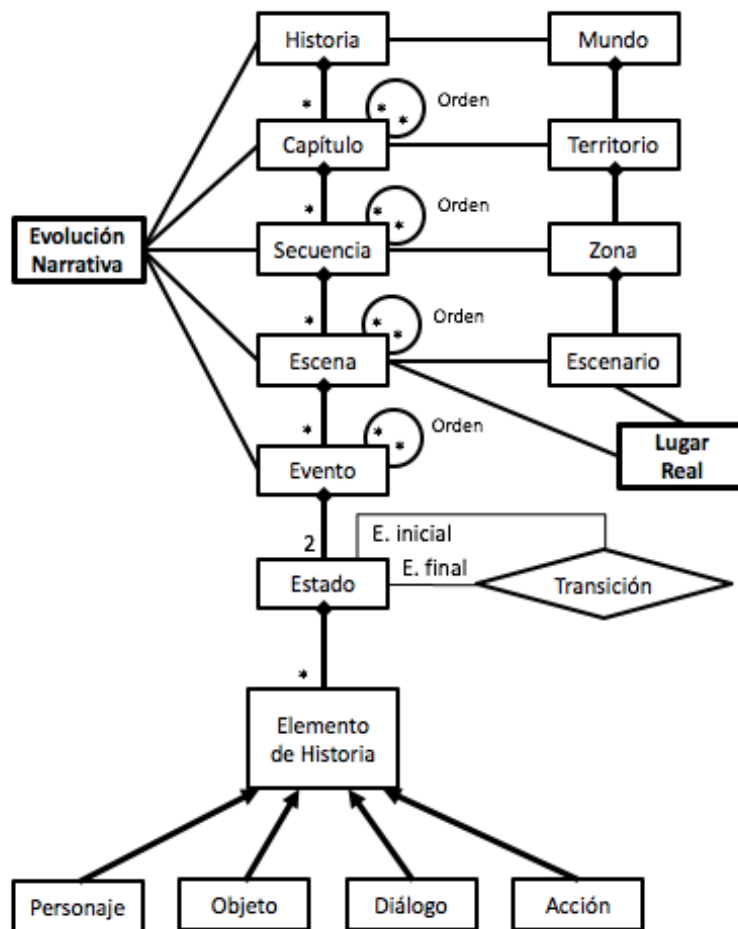 Historia
Mundo
*
*
*
Orden
Capítulo
Territorio
*
*
*
Orden
Evolución
Narrativa
Secuencia
Zona
*
*
*
Orden
Escena
Escenario
*
*
*
Orden
Lugar
Real
Evento
2
E. inicial
E. final
Estado
Transición
*
Elemento
de Historia
Personaje
Objeto
Diálogo
Acción